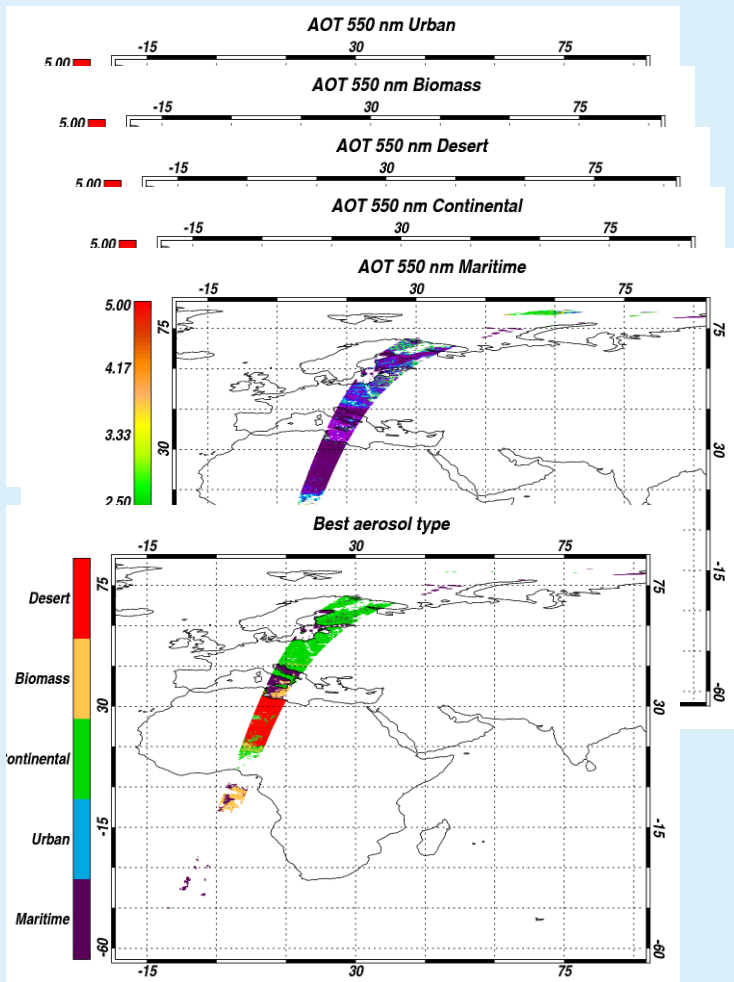 AOT 550 nm Urban
-15 30 75
5.00
AOT 550 nm Biomass
-15 30 75
5.00
AOT 550 nm Desert
-15 30 75
5.00
AOT 550 nm Continental
-15 30 75
5.00
AOT 550 nm Maritime
-15 30 75
5.00
75 75
4.17
3.33
30 30
2.50
Best aerosol type
-15 30 75
-15
75 75
Desert
Biomass
30 30
-60
ontinental
-15 -15
Urban
Maritime
-60 -60
-15 30 75